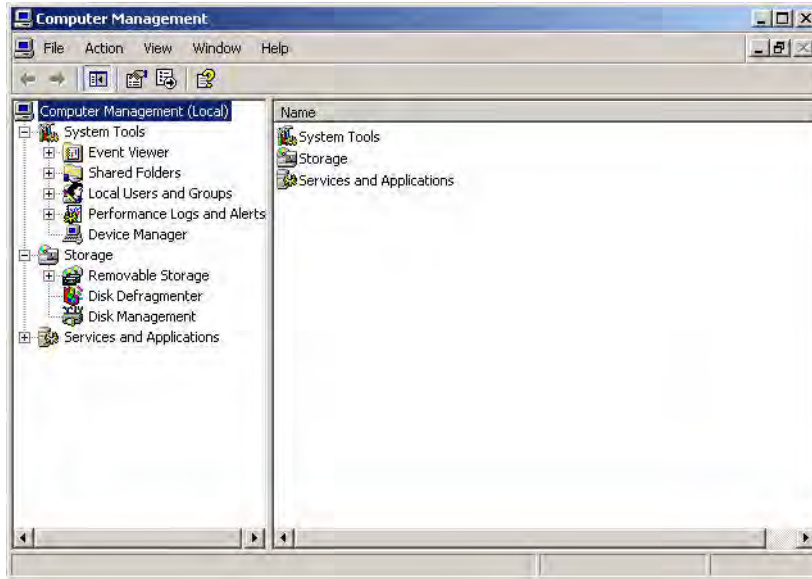 Computer Management
File Action View Window Help
Computer Management (Local)
System Tools
Event Viewer
Shared Folders
Local Users and Groups
Performance Logs and Alerts
Device Manager
Storage
Removable Storage
Disk Defragmenter
Disk Management
Services and Applications
Name
System Tools
Storage
Services and Applications